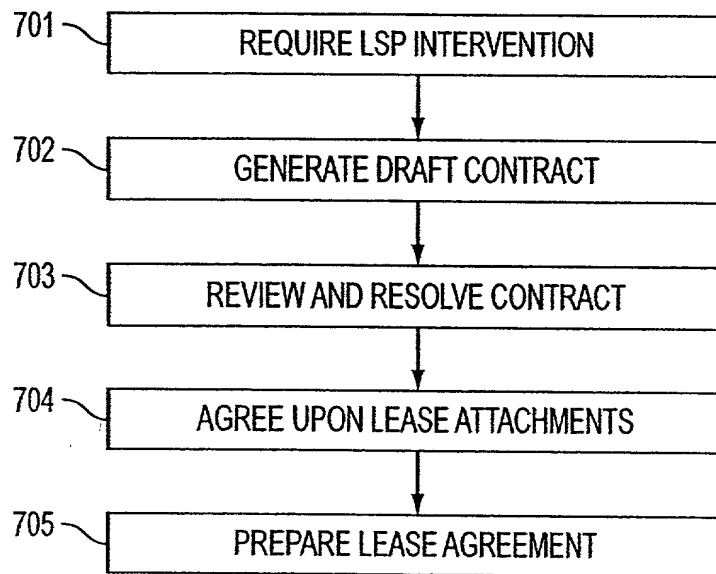 701 REQUIRE LSP INTERVENTION
702 GENERATE DRAFT CONTRACT
703 REVIEW AND RESOLVE CONTRACT
704 AGREE UPON LEASE ATTACHMENTS
705 PREPARE LEASE AGREEMENT